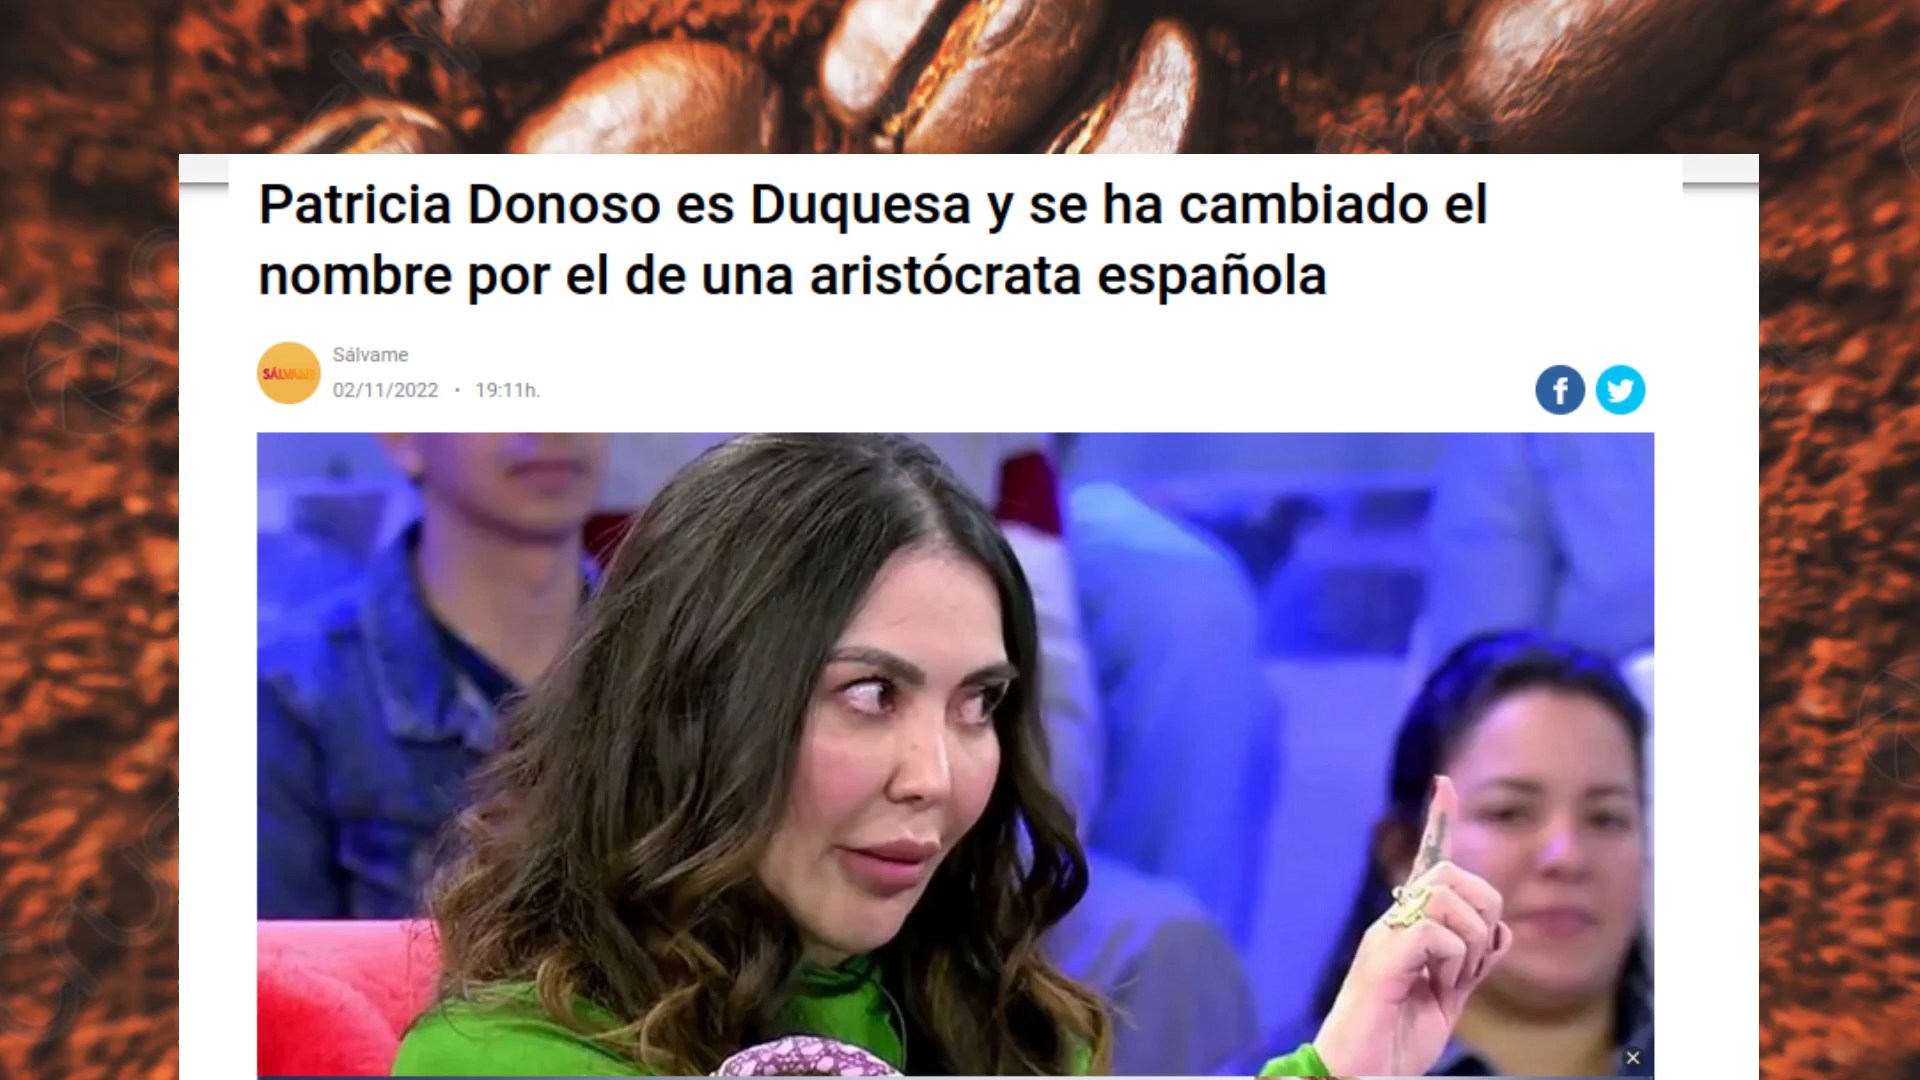 Patricia Donoso es Duquesa y se ha cambiado el
nombre por el de una aristócrata española
SÁLVAME
Sálvame
02/11/2022 · 19:11h.